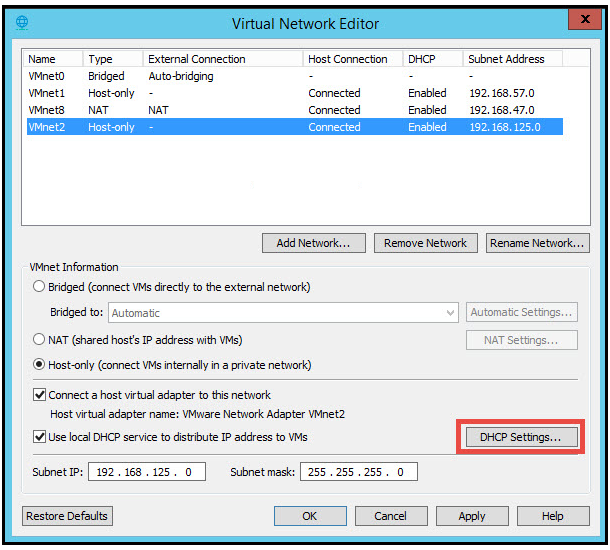 Virtual Network Editor
x
Name Type External Connection Host Connection DHCP Subnet Address
VMnet0 Bridged Auto-bridging - - -
VMnet1 Host-only - Connected Enabled 192.168.57.0
VMnet8 NAT NAT Connected Enabled 192.168.47.0
VMnet2 Host-only - Connected Enabled 192.168.125.0
Add Network... Remove Network Rename Network...
VMnet Information
Bridged (connect VMs directly to the external network)
Bridged to: Automatic Automatic Settings...
NAT (shared host's IP address with VMs) NAT Settings...
Host-only (connect VMs internally in a private network)
Connect a host virtual adapter to this network
Host virtual adapter name: VMware Network Adapter VMnet2
Use local DHCP service to distribute IP address to VMs DHCP Settings...
Subnet IP: 192 . 168 . 125 . 0 Subnet mask: 255 . 255 . 255 . 0
Restore Defaults OK Cancel Apply Help